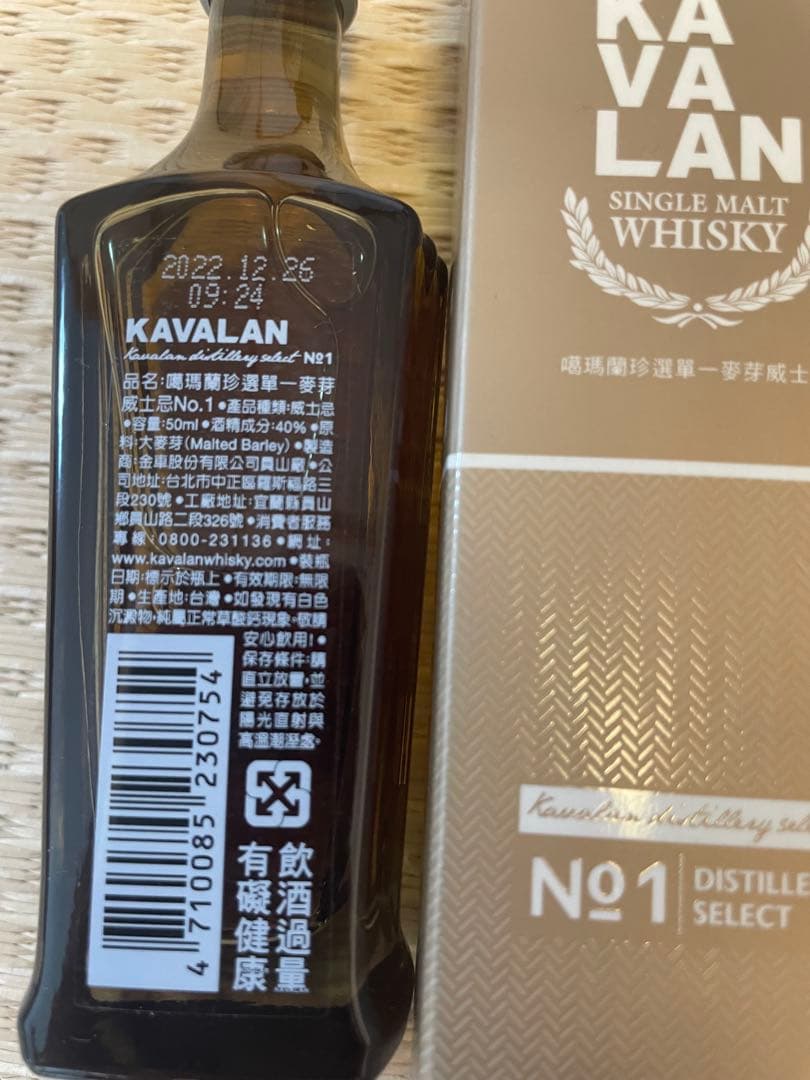 2022.12.26
09:24
KAVALAN
Kavalan distillery select No1
品名:噶瑪蘭珍選單一麥芽
威士忌No.1•產品種類:威士忌
•容量:50ml•酒精成分:40%•原
料:大麥芽(Malted Barley)•製造
商:金車股份有限公司員山廠•公
司地址:台北市中正區羅斯福路三
段230號•工廠地址:宜蘭縣員山
鄉員山路二段326號•消費者服務
專線:0800-231136•網址:
www.kavalanwhisky.com•裝瓶
日期:標示於瓶上•有效期限:無限
期•生產地:台灣•如發現有白色
沉澱物,純屬正常草酸鈣現象。敬請
安心飲用!•
保存條件:請
直立放置,並
避免存放於
陽光直射與
高溫潮溼處。
4 710085 230754
飲酒過量
有礙健康
KA
VA
LAN
SINGLE MALT
WHISKY
噶瑪蘭珍選單一麥芽威士
Kavalan distillery sel
No1
DISTILLE
SELECT